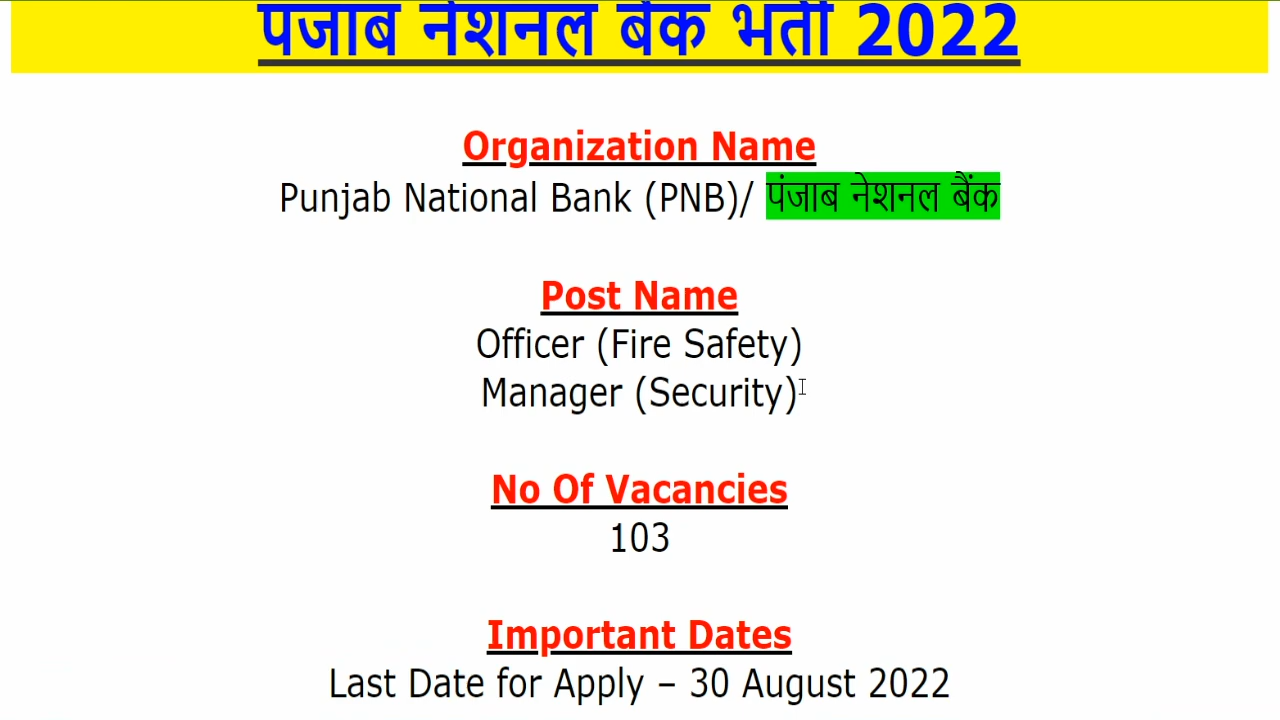 पंजाब नेशनल बैंक भर्ती 2022
Organization Name
Punjab National Bank (PNB)/ पंजाब नेशनल बैंक
Post Name
Officer (Fire Safety)
Manager (Security)
No Of Vacancies
103
Important Dates
Last Date for Apply – 30 August 2022